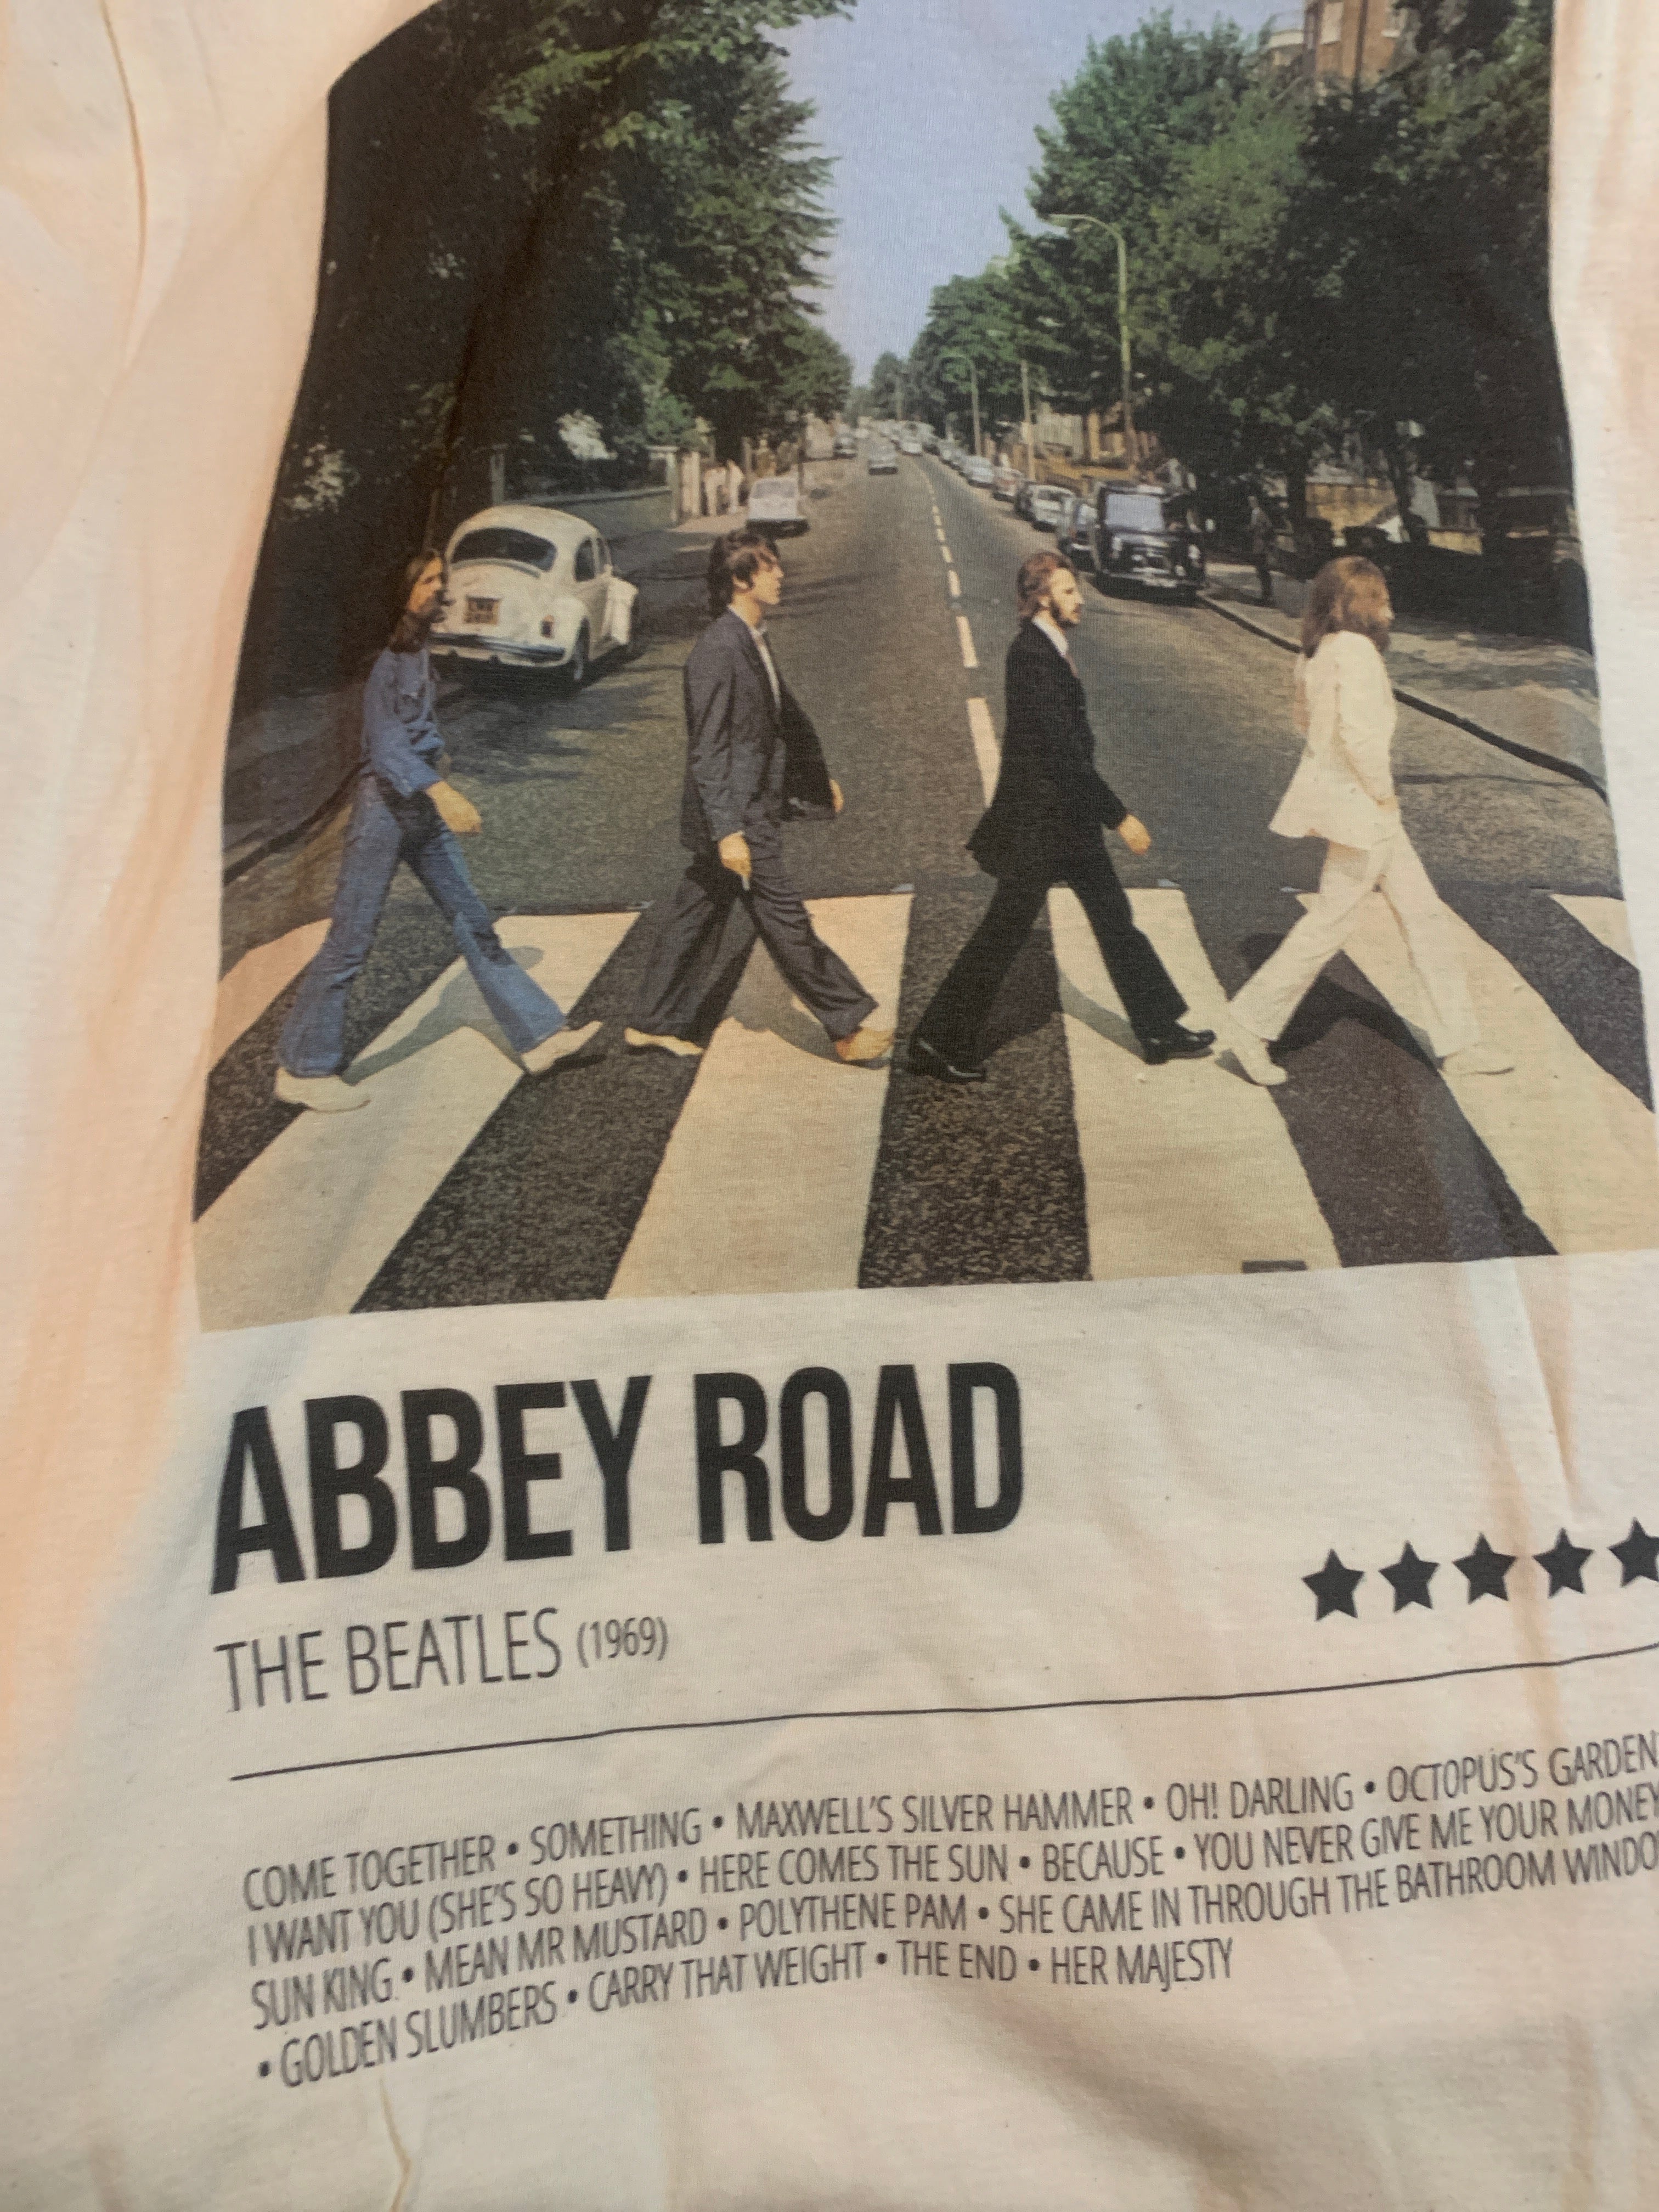 ABBEY ROAD
THE BEATLES (1969)
COME TOGETHER • SOMETHING • MAXWELL'S SILVER HAMMER • OH! DARLING • OCTOPUS'S GARDEN
I WANT YOU (SHE'S SO HEAVY) • HERE COMES THE SUN • BECAUSE • YOU NEVER GIVE ME YOUR MONEY
SUN KING • MEAN MR MUSTARD • POLYTHENE PAM • SHE CAME IN THROUGH THE BATHROOM WINDO
• GOLDEN SLUMBERS • CARRY THAT WEIGHT • THE END • HER MAJESTY